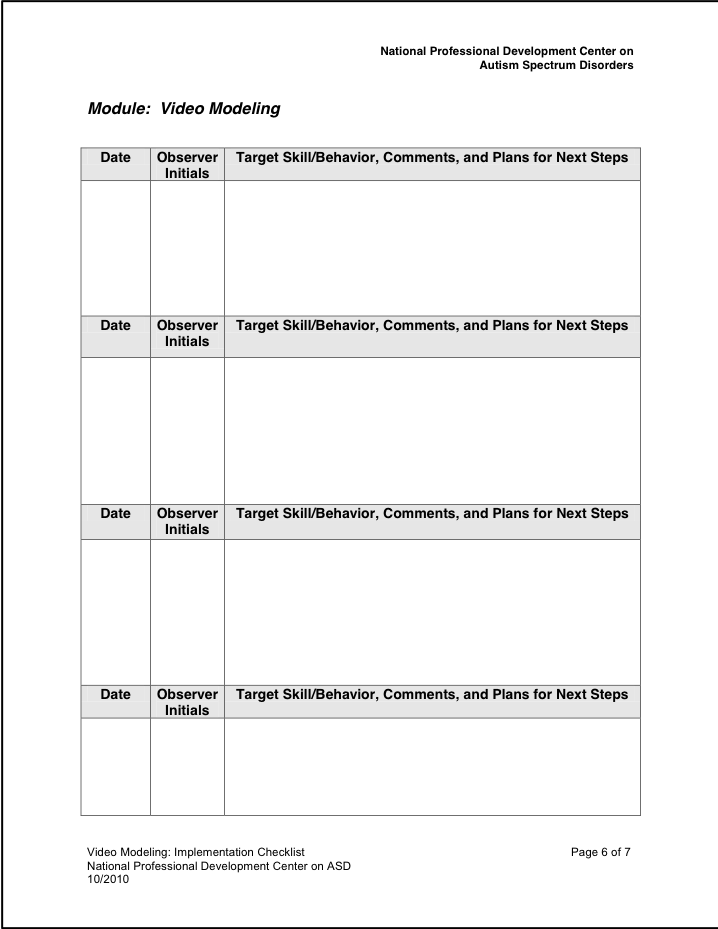 National Professional Development Center on
Autism Spectrum Disorders
Module:  Video Modeling
Date Observer Target Skill/Behavior, Comments, and Plans for Next Steps
Initials
Date Observer Target Skill/Behavior, Comments, and Plans for Next Steps
Initials
Date Observer Target Skill/Behavior, Comments, and Plans for Next Steps
Initials
Date Observer Target Skill/Behavior, Comments, and Plans for Next Steps
Initials
Video Modeling: Implementation Checklist Page 6 of 7
National Professional Development Center on ASD
10/2010